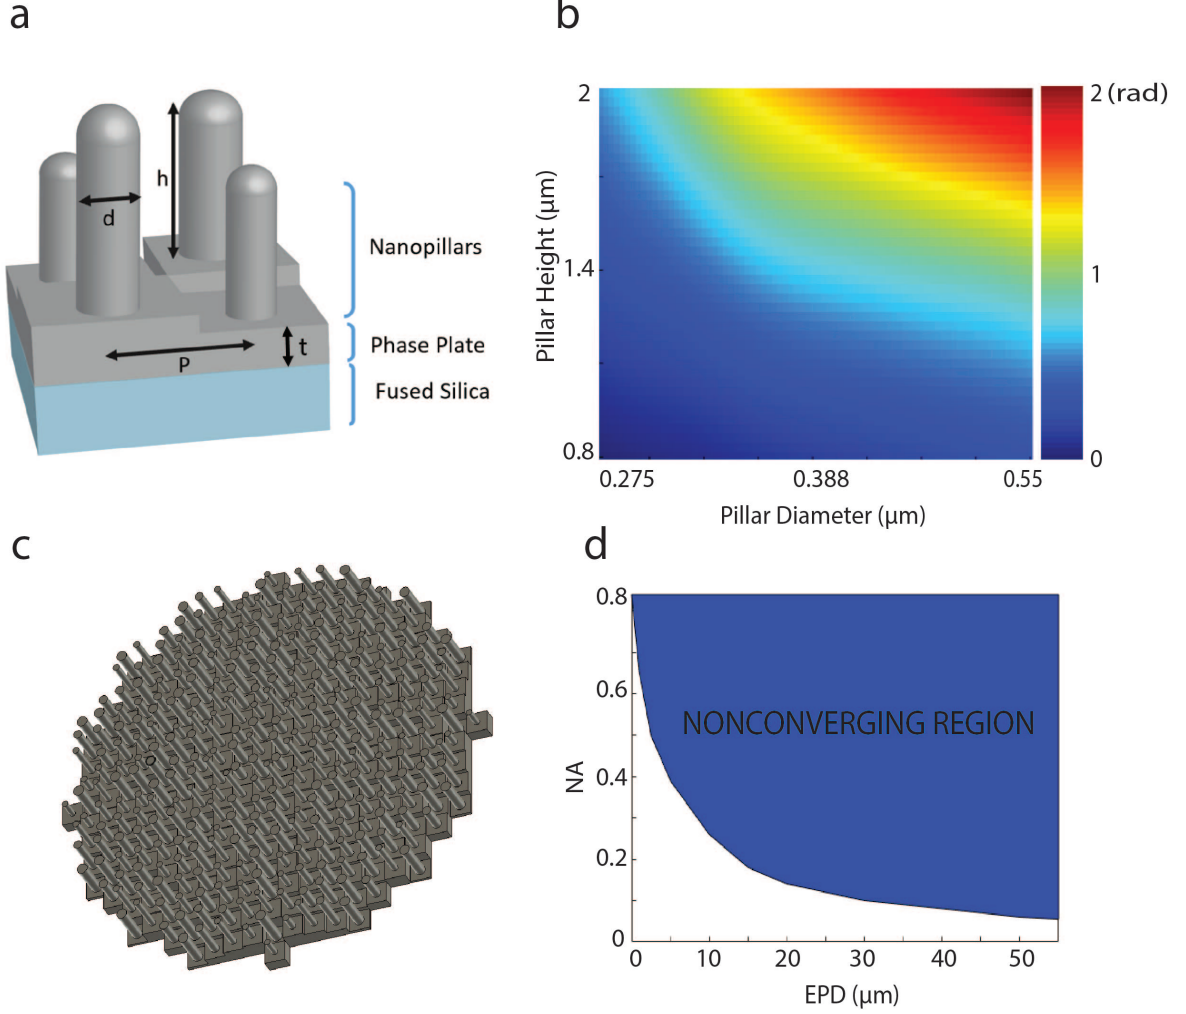 a
h
d
P
t
Nanopillars
Phase Plate
Fused Silica
b
Pillar Height (μm)
2
1.4
0.8
0.275
0.388
0.55
Pillar Diameter (μm)
2 (rad)
1
0
c
d
NA
0.8
0.6
0.4
0.2
0
NONCONVERGING REGION
0
10
20
30
40
50
EPD (μm)